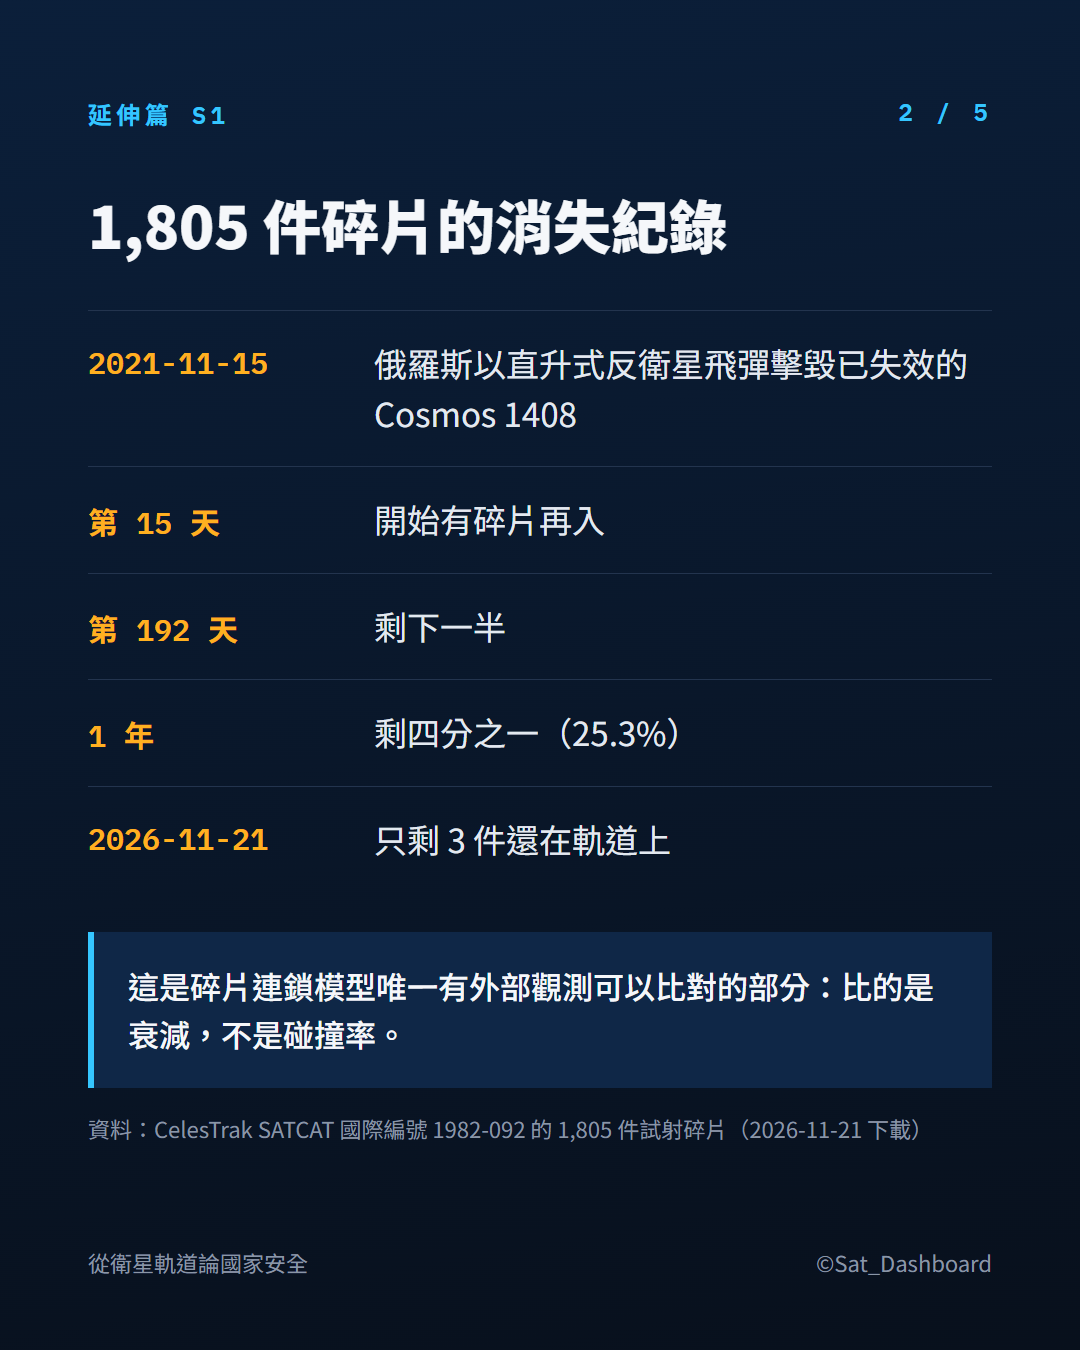 延伸篇 S1
2 / 5
1,805 件碎片的消失紀錄
2021-11-15
俄羅斯以直升式反衛星飛彈擊毀已失效的
Cosmos 1408
第 15 天
開始有碎片再入
第 192 天
剩下一半
1 年
剩四分之一（25.3%）
2026-11-21
只剩 3 件還在軌道上
這是碎片連鎖模型唯一有外部觀測可以比對的部分：比的是
衰減，不是碰撞率。
資料：CelesTrak SATCAT 國際編號 1982-092 的 1,805 件試射碎片（2026-11-21 下載）
從衛星軌道論國家安全
©Sat_Dashboard